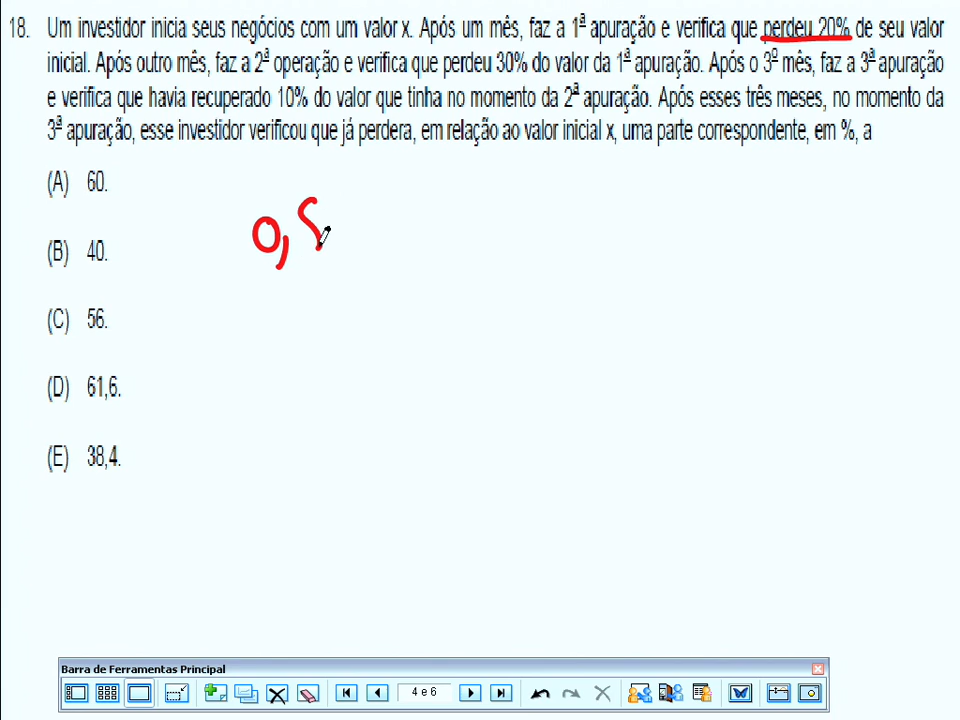 18. Um investidor inicia seus negócios com um valor x. Após um mês, faz a 1ª apuração e verifica que perdeu 20% de seu valor
inicial. Após outro mês, faz a 2ª operação e verifica que perdeu 30% do valor da 1ª apuração. Após o 3º mês, faz a 3ª apuração
e verifica que havia recuperado 10% do valor que tinha no momento da 2ª apuração. Após esses três meses, no momento da
3ª apuração, esse investidor verificou que já perdera, em relação ao valor inicial x, uma parte correspondente, em %, a
(A) 60.
0,
(B) 40.
(C) 56.
(D) 61,6.
(E) 38,4.
Barra de Ferramentas Principal
4 e 6